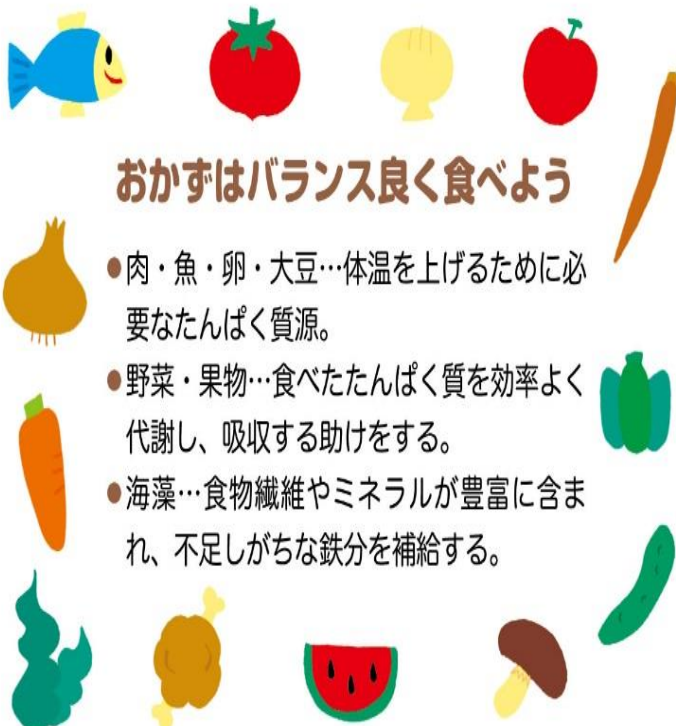 おかずはバランス良く食べよう
●肉・魚・卵・大豆…体温を上げるために必
要なたんぱく質源。
●野菜・果物…食べたたんぱく質を効率よく
代謝し、吸収する助けをする。
●海藻…食物繊維やミネラルが豊富に含ま
れ、不足しがちな鉄分を補給する。